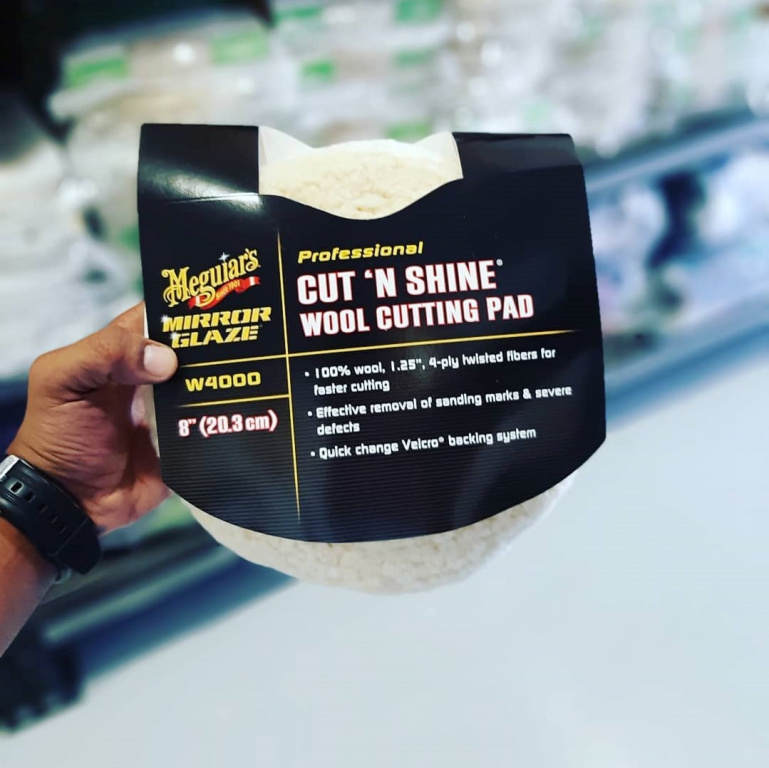 Meguiar's
Since 1901
MIRROR
GLAZE
W4000
8" (20.3 cm)
Professional
CUT 'N SHINE®
WOOL CUTTING PAD
• 100% wool, 1.25", 4-ply twisted fibers for
faster cutting
• Effective removal of sanding marks & severe
defects
• Quick change Velcro® backing system